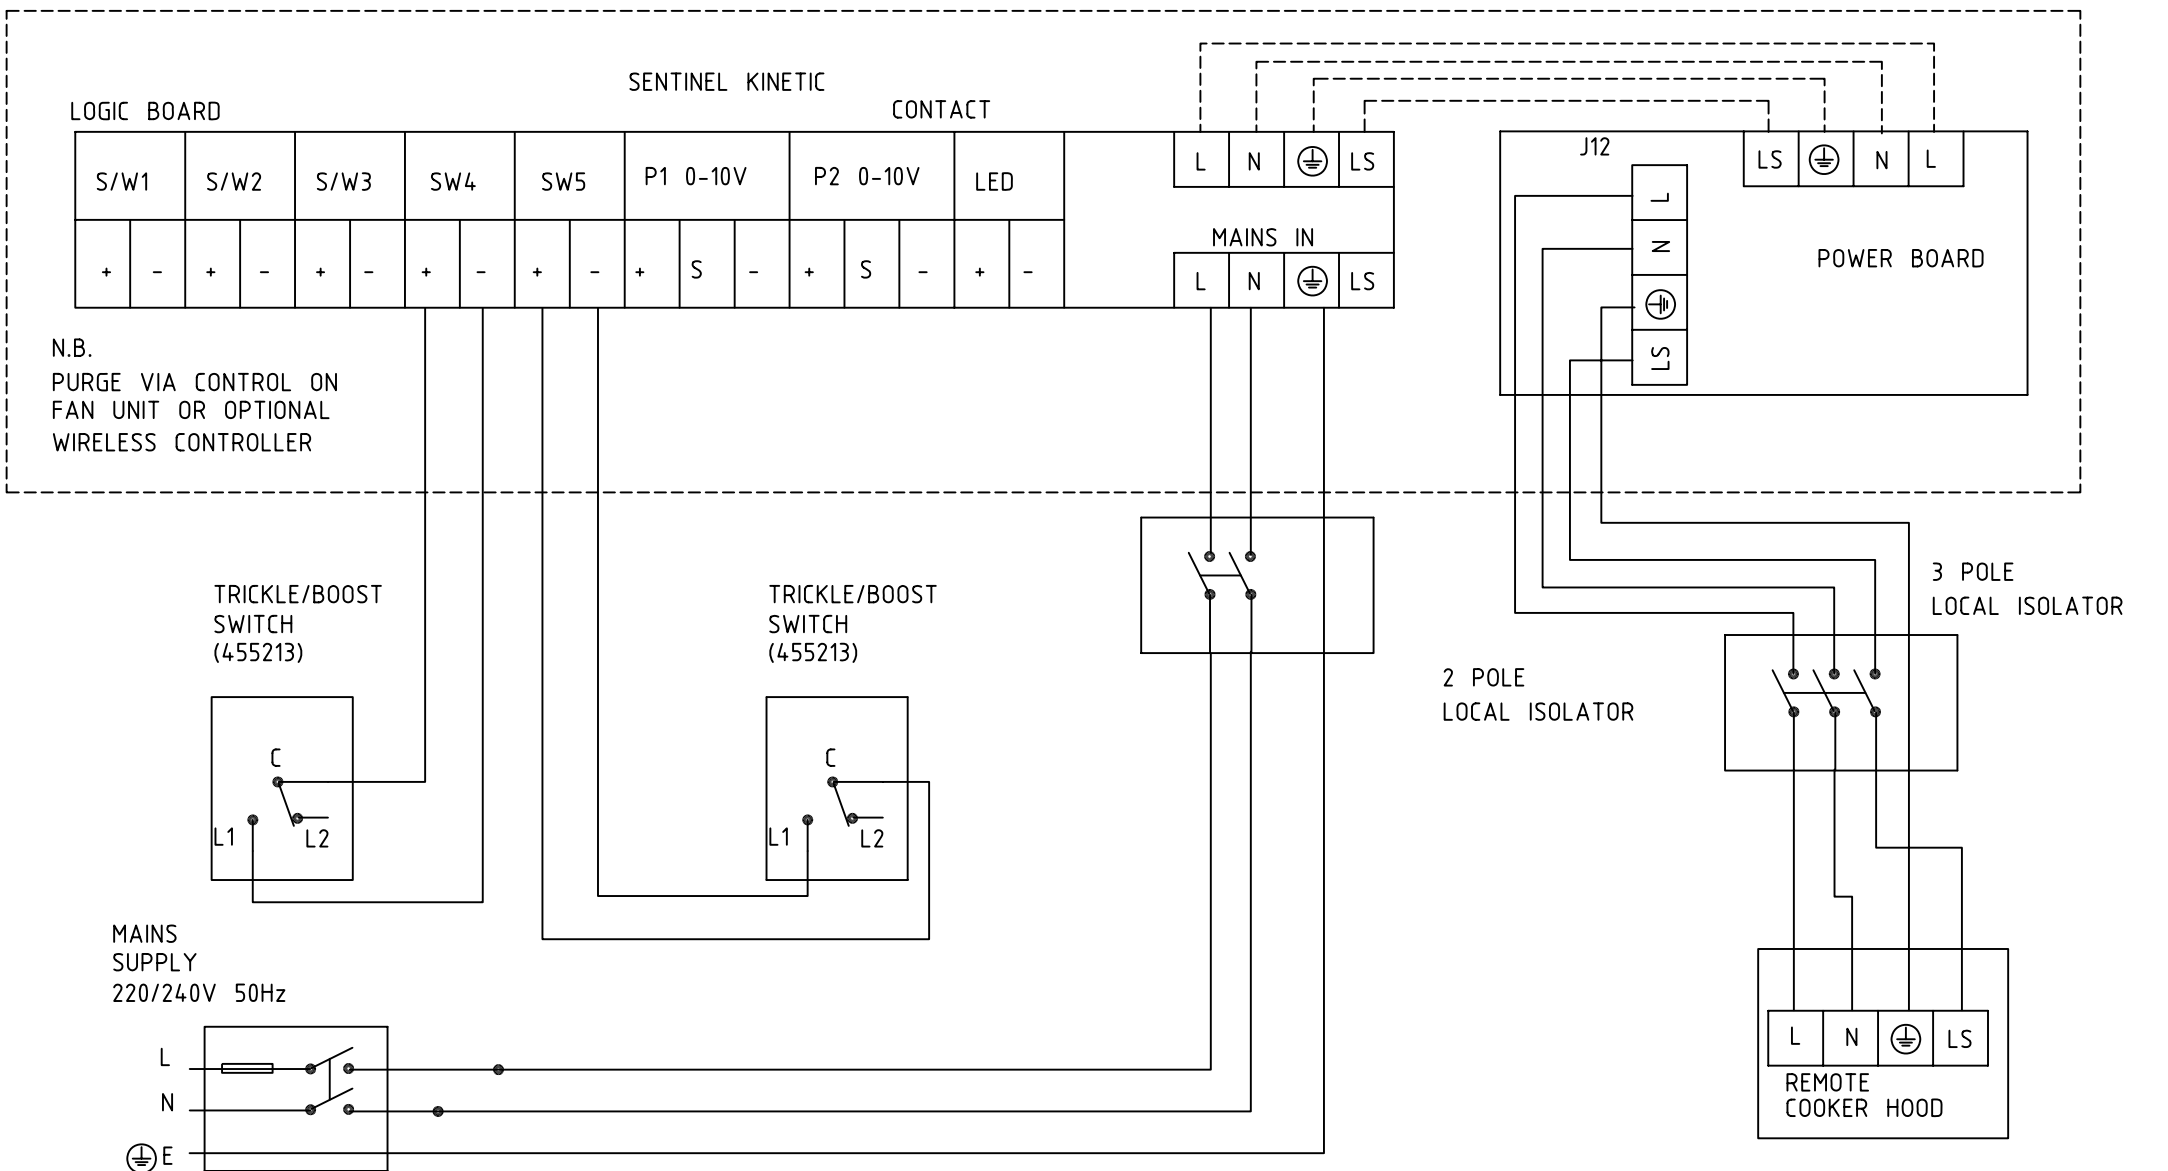 SENTINEL KINETIC
LOGIC BOARD
CONTACT
S/W1 S/W2 S/W3 SW4 SW5 P1 0-10V P2 0-10V LED
+ - + - + - + - + - + S - + S - + -
L N LS
MAINS IN
L N LS
J12
LS N L
L
N
LS
POWER BOARD
N.B.
PURGE VIA CONTROL ON
FAN UNIT OR OPTIONAL
WIRELESS CONTROLLER
TRICKLE/BOOST
SWITCH
(455213)
C
L1 L2
TRICKLE/BOOST
SWITCH
(455213)
C
L1 L2
2 POLE
LOCAL ISOLATOR
3 POLE
LOCAL ISOLATOR
MAINS
SUPPLY
220/240V 50Hz
L
N
E
L N LS
REMOTE
COOKER HOOD